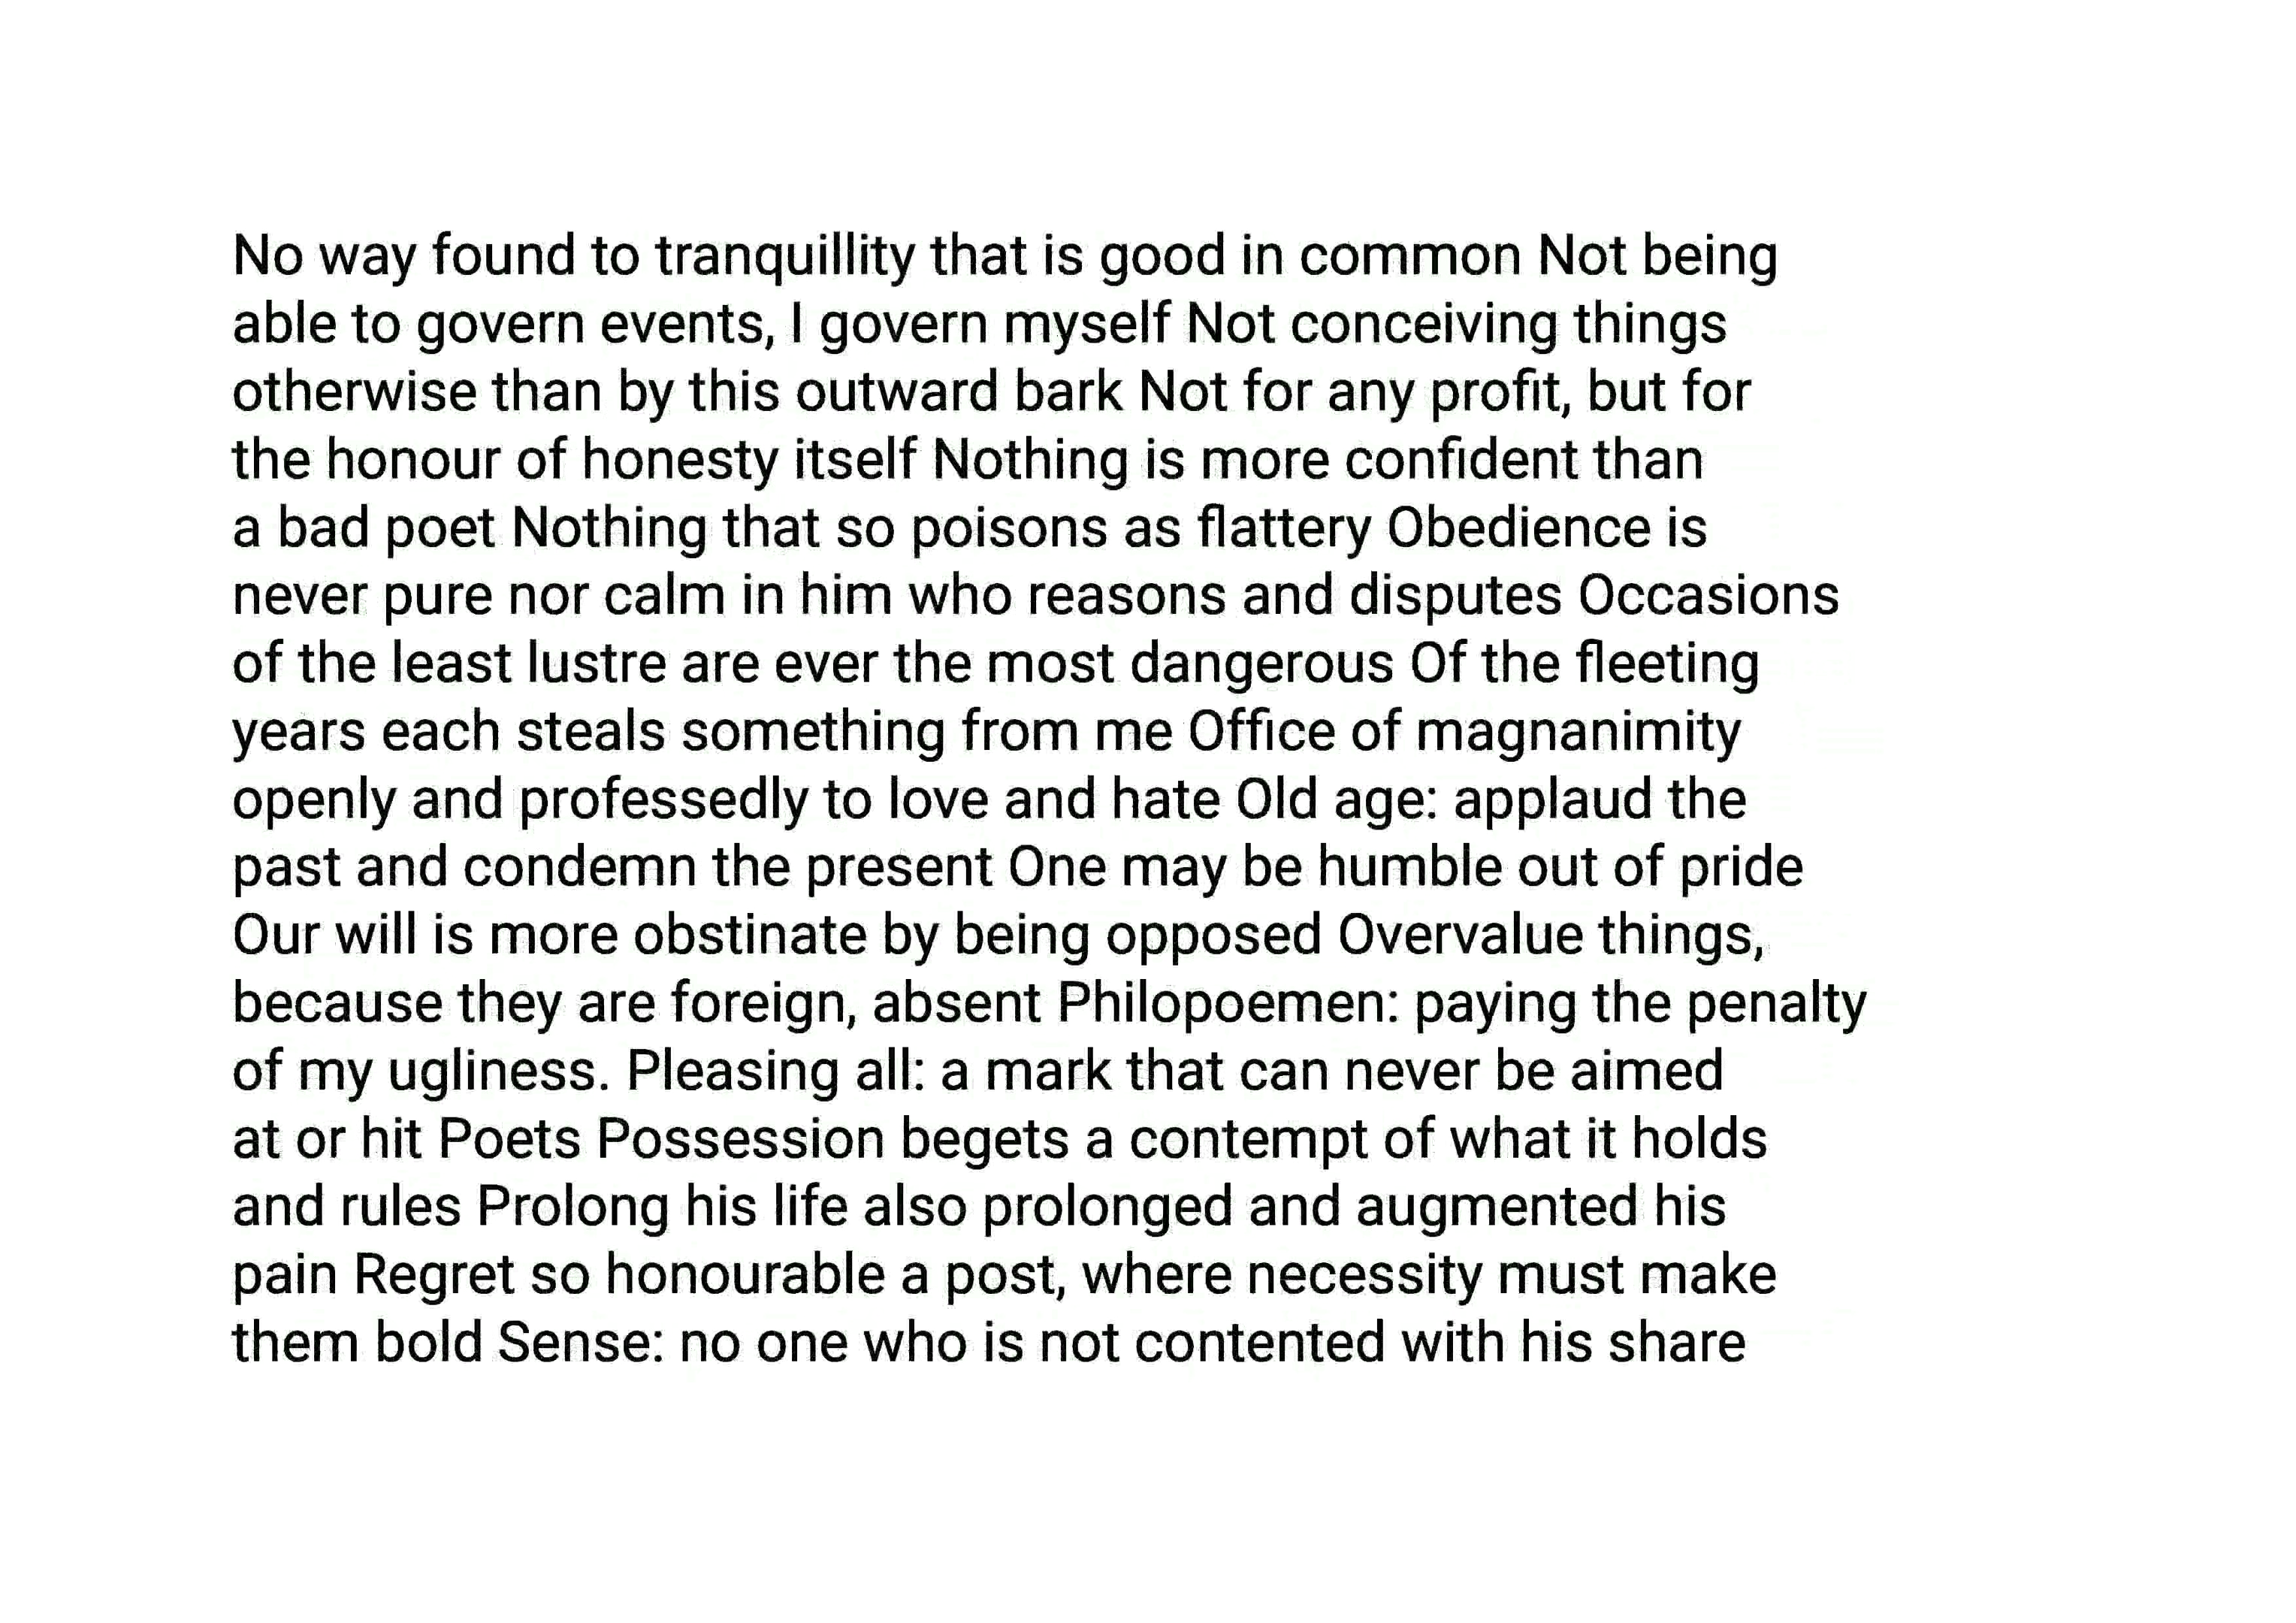 No way found to tranquillity that is good in common Not being
able to govern events, I govern myself Not conceiving things
otherwise than by this outward bark Not for any profit, but for
the honour of honesty itself Nothing is more confident than
a bad poet Nothing that so poisons as flattery Obedience is
never pure nor calm in him who reasons and disputes Occasions
of the least lustre are ever the most dangerous Of the fleeting
years each steals something from me Office of magnanimity
openly and professedly to love and hate Old age: applaud the
past and condemn the present One may be humble out of pride
Our will is more obstinate by being opposed Overvalue things,
because they are foreign, absent Philopoemen: paying the penalty
of my ugliness. Pleasing all: a mark that can never be aimed
at or hit Poets Possession begets a contempt of what it holds
and rules Prolong his life also prolonged and augmented his
pain Regret so honourable a post, where necessity must make
them bold Sense: no one who is not contented with his share